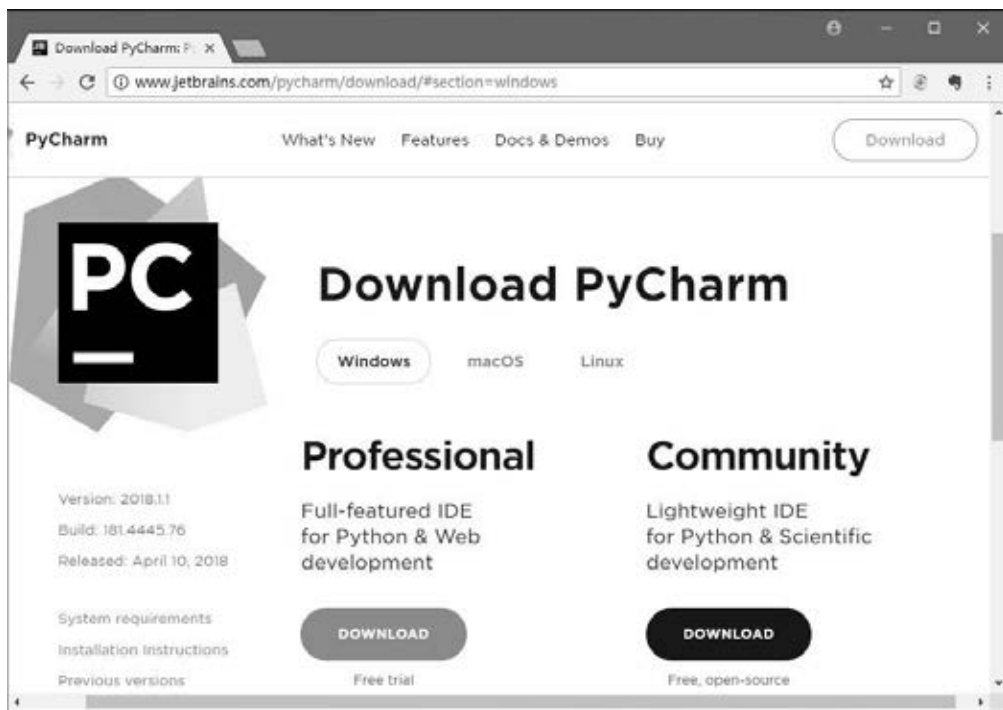 Download PyCharm: P
www.jetbrains.com/pycharm/download/#section=windows
PyCharm What's New Features Docs & Demos Buy Download
PC
Download PyCharm
Windows macOS Linux
Professional Community
Full-featured IDE
for Python & Web
development
Lightweight IDE
for Python & Scientific
development
Version: 2018.1.1
Build: 181.4445.76
Released: April 10, 2018
System requirements
Installation Instructions
Previous versions
DOWNLOAD DOWNLOAD
Free trial Free, open-source